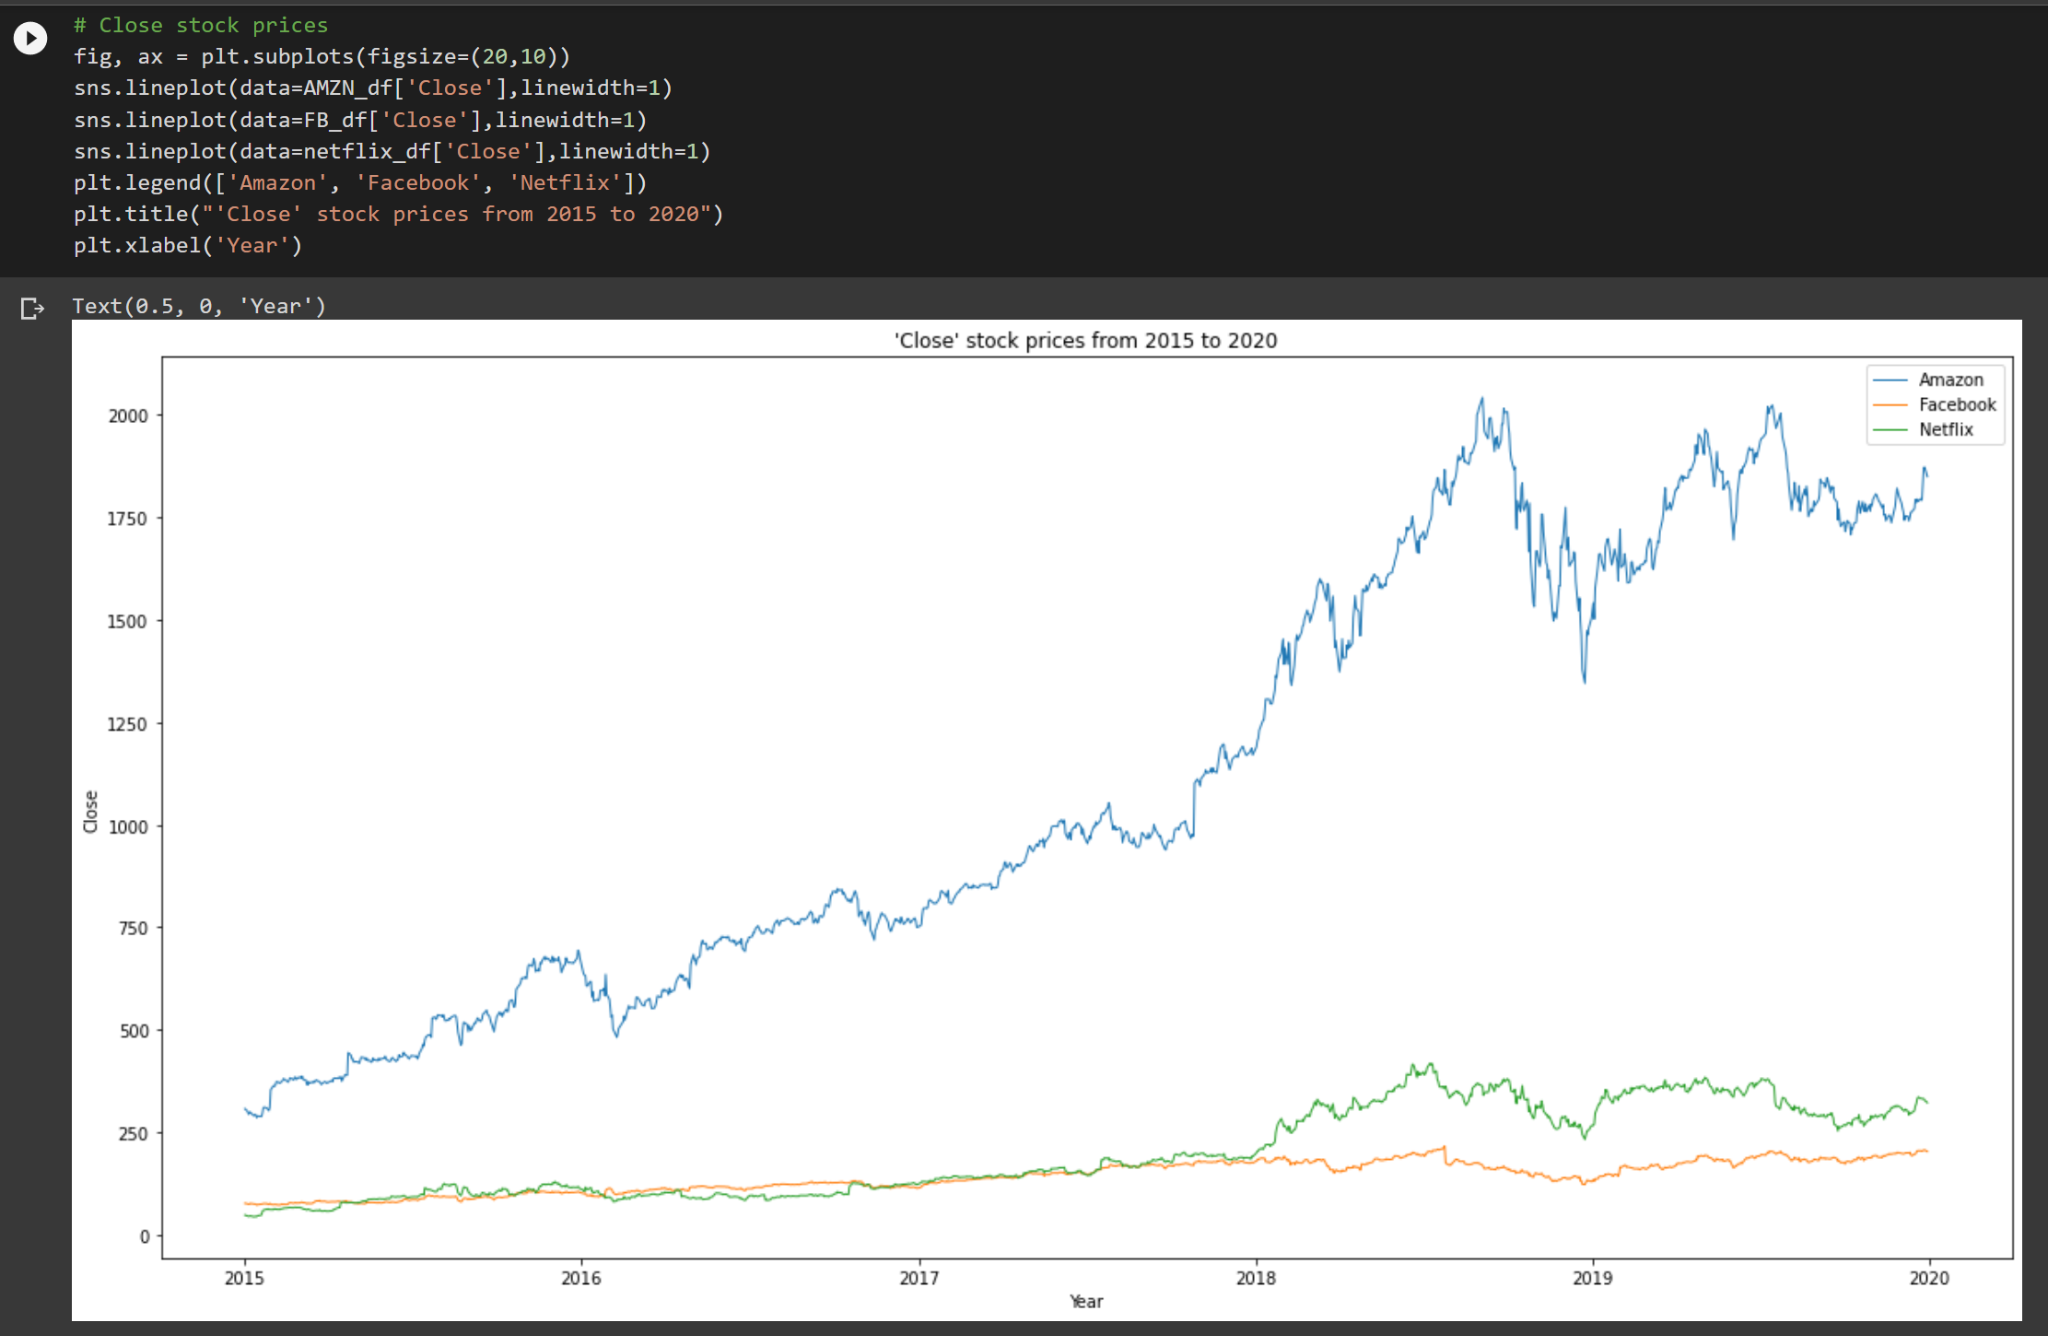 # Close stock prices
fig, ax = plt.subplots(figsize=(20,10))
sns.lineplot(data=AMZN_df['Close'],linewidth=1)
sns.lineplot(data=FB_df['Close'],linewidth=1)
sns.lineplot(data=netflix_df['Close'],linewidth=1)
plt.legend(['Amazon', 'Facebook', 'Netflix'])
plt.title("'Close' stock prices from 2015 to 2020")
plt.xlabel('Year')
Text(0.5, 0, 'Year')
'Close' stock prices from 2015 to 2020
Amazon
Facebook
Netflix
2000
1750
1500
1250
1000
750
500
250
0
Close
2015 2016 2017 2018 2019 2020
Year